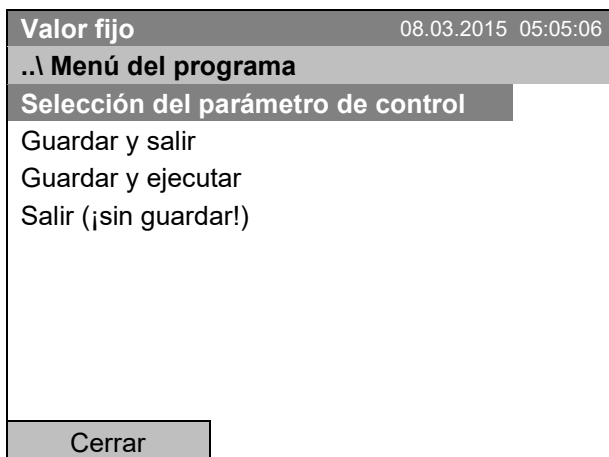 Valor fijo 08.03.2015 05:05:06
..\ Menú del programa
Selección del parámetro de control
Guardar y salir
Guardar y ejecutar
Salir (¡sin guardar!)
Cerrar